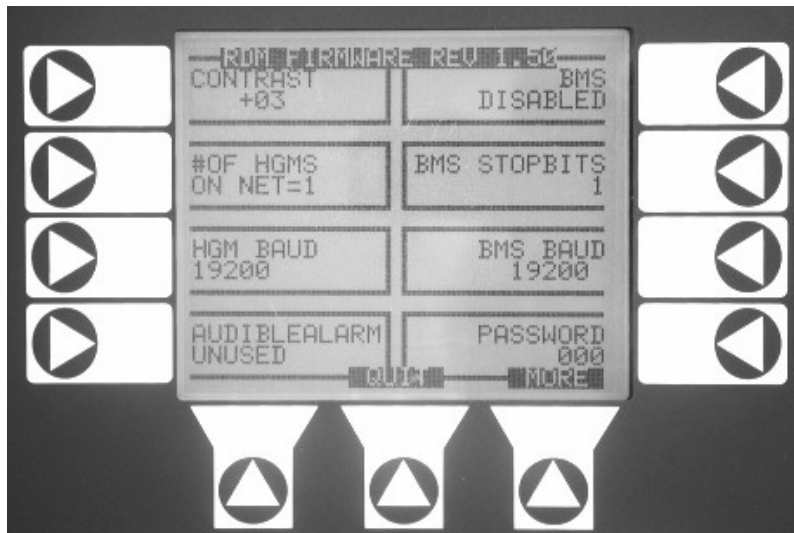 RDM FIRMWARE REV 1.50
CONTRAST
+03
BMS
DISABLED
#OF HGMS
ON NET=1
BMS STOPBITS
1
HGM BAUD
19200
BMS BAUD
19200
AUDIBLEALARM
UNUSED
PASSWORD
000
QUIT
MORE